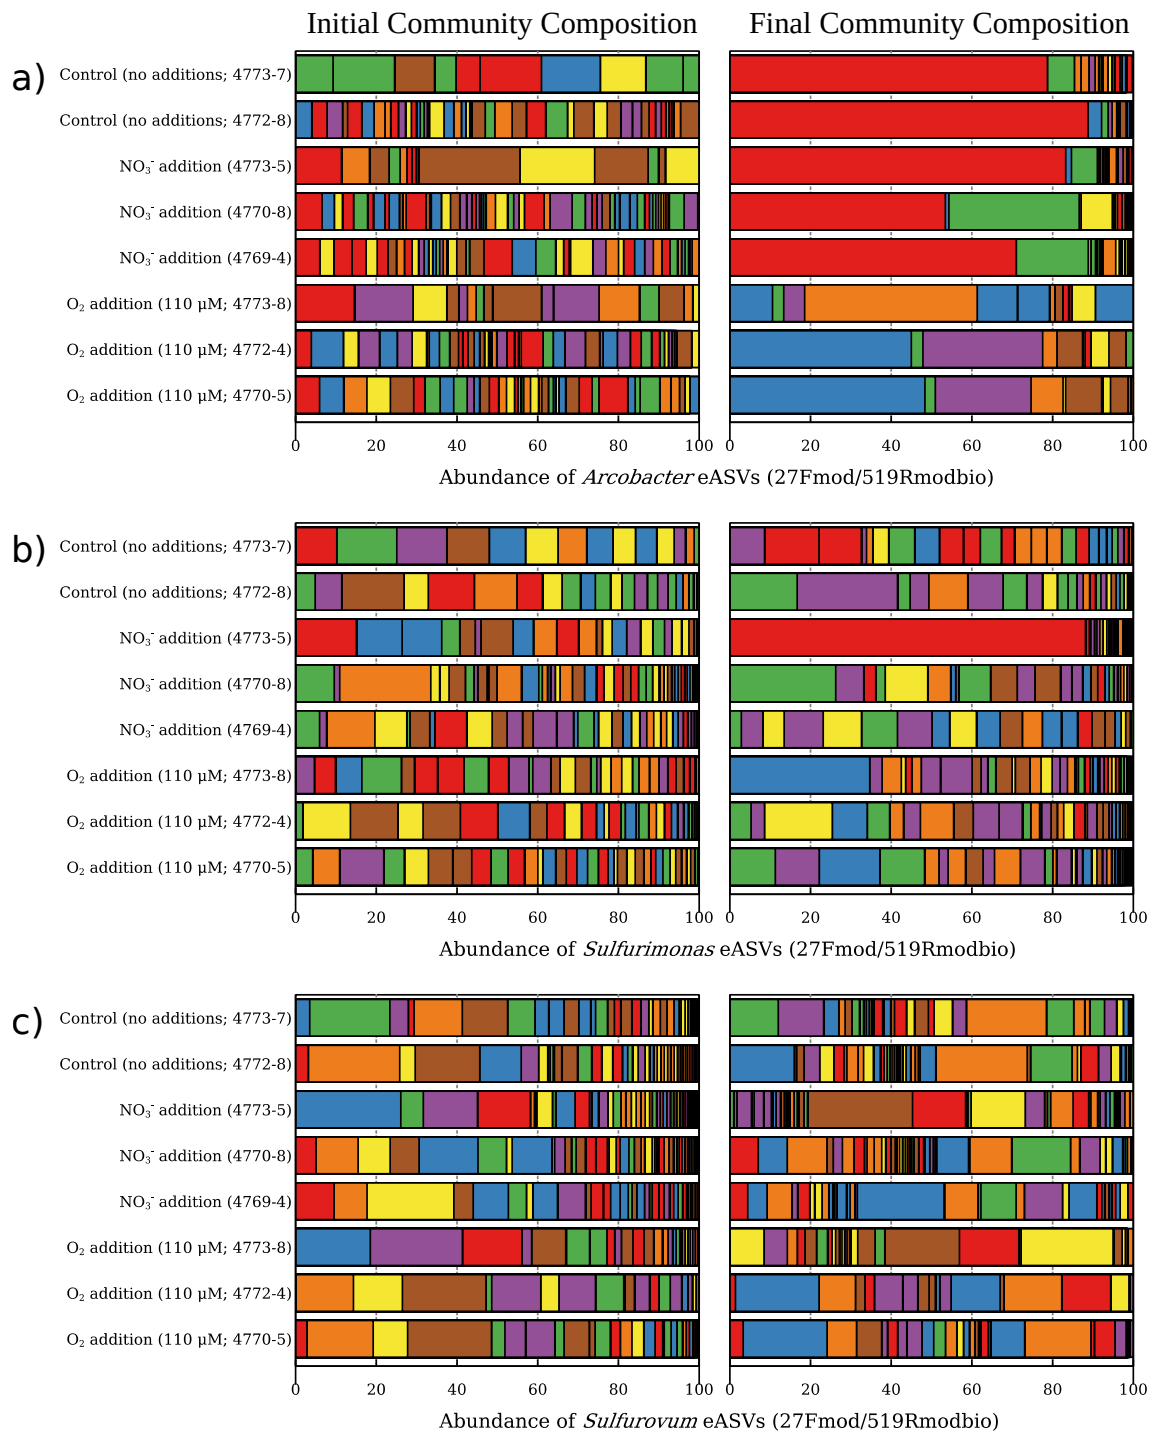 Initial Community Composition Final Community Composition
a)
Control (no additions; 4773-7)
Control (no additions; 4772-8)
NO₃⁻ addition (4773-5)
NO₃⁻ addition (4770-8)
NO₃⁻ addition (4769-4)
O₂ addition (110 µM; 4773-8)
O₂ addition (110 µM; 4772-4)
O₂ addition (110 µM; 4770-5)
0 20 40 60 80 100 0 20 40 60 80 100
Abundance of Arcobacter eASVs (27Fmod/519Rmodbio)
b)
Control (no additions; 4773-7)
Control (no additions; 4772-8)
NO₃⁻ addition (4773-5)
NO₃⁻ addition (4770-8)
NO₃⁻ addition (4769-4)
O₂ addition (110 µM; 4773-8)
O₂ addition (110 µM; 4772-4)
O₂ addition (110 µM; 4770-5)
0 20 40 60 80 100 0 20 40 60 80 100
Abundance of Sulfurimonas eASVs (27Fmod/519Rmodbio)
c)
Control (no additions; 4773-7)
Control (no additions; 4772-8)
NO₃⁻ addition (4773-5)
NO₃⁻ addition (4770-8)
NO₃⁻ addition (4769-4)
O₂ addition (110 µM; 4773-8)
O₂ addition (110 µM; 4772-4)
O₂ addition (110 µM; 4770-5)
0 20 40 60 80 100 0 20 40 60 80 100
Abundance of Sulfurovum eASVs (27Fmod/519Rmodbio)